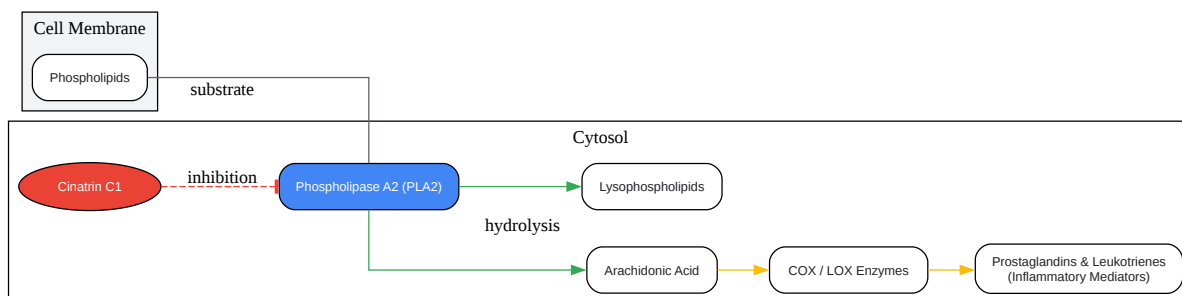 Cell Membrane
Phospholipids
substrate
Cytosol
Cinatrin C1
inhibition
Phospholipase A2 (PLA2)
Lysophospholipids
hydrolysis
Arachidonic Acid
COX / LOX Enzymes
Prostaglandins & Leukotrienes
(Inflammatory Mediators)